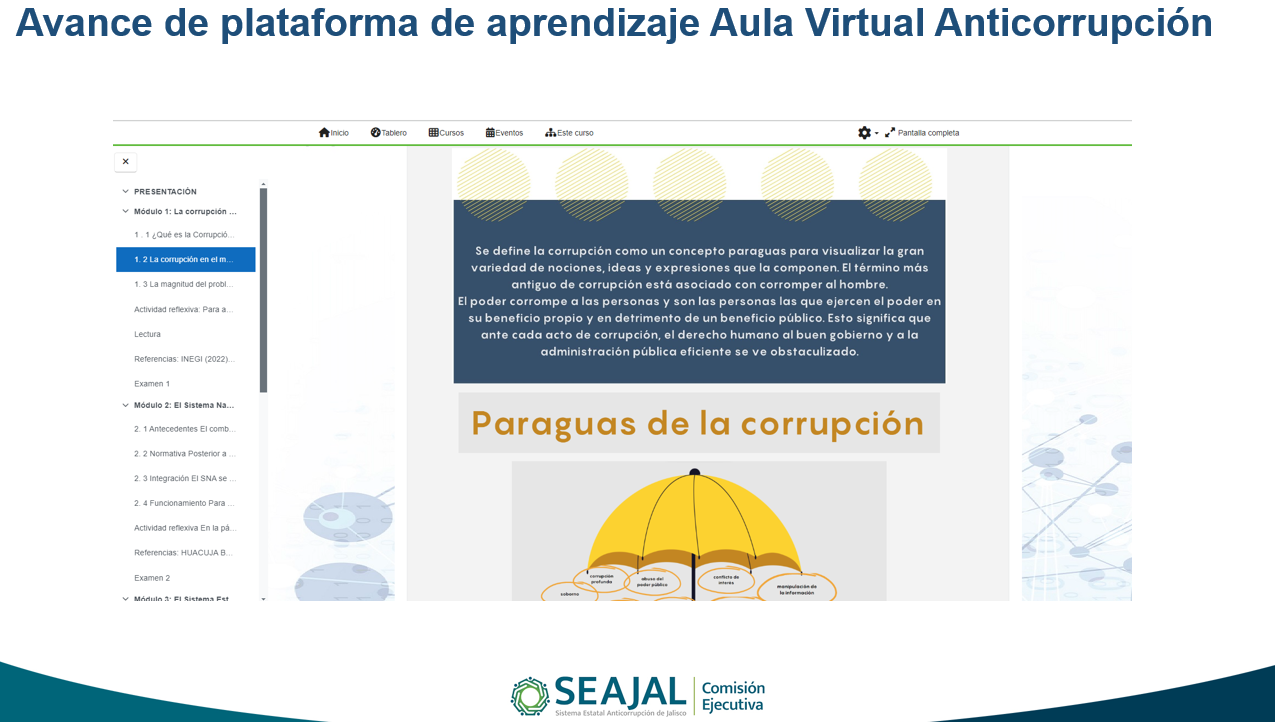 Avance de plataforma de aprendizaje Aula Virtual Anticorrupción
Inicio Tablero Cursos Eventos Este curso Pantalla completa
PRESENTACIÓN
Módulo 1: La corrupción ...
1 . 1 ¿Qué es la Corrupció...
1. 2 La corrupción en el m...
1. 3 La magnitud del probl...
Actividad reflexiva: Para a...
Lectura
Referencias: INEGI (2022)...
Examen 1
Módulo 2: El Sistema Na...
2. 1 Antecedentes El comb...
2. 2 Normativa Posterior a ...
2. 3 Integración El SNA se ...
2. 4 Funcionamiento Para ...
Actividad reflexiva En la pá...
Referencias: HUACUJA B...
Examen 2
Módulo 3: El Sistema Est
Se define la corrupción como un concepto paraguas para visualizar la gran
variedad de nociones, ideas y expresiones que la componen. El término más
antiguo de corrupción está asociado con corromper al hombre.
El poder corrompe a las personas y son las personas las que ejercen el poder en
su beneficio propio y en detrimento de un beneficio público. Esto significa que
ante cada acto de corrupción, el derecho humano al buen gobierno y a la
administración pública eficiente se ve obstaculizado.
Paraguas de la corrupción
corrupción
profunda
abuso del
poder público
conflicto de
interés
manipulación de
la información
soborno
SEAJAL
Sistema Estatal Anticorrupción de Jalisco
Comisión
Ejecutiva